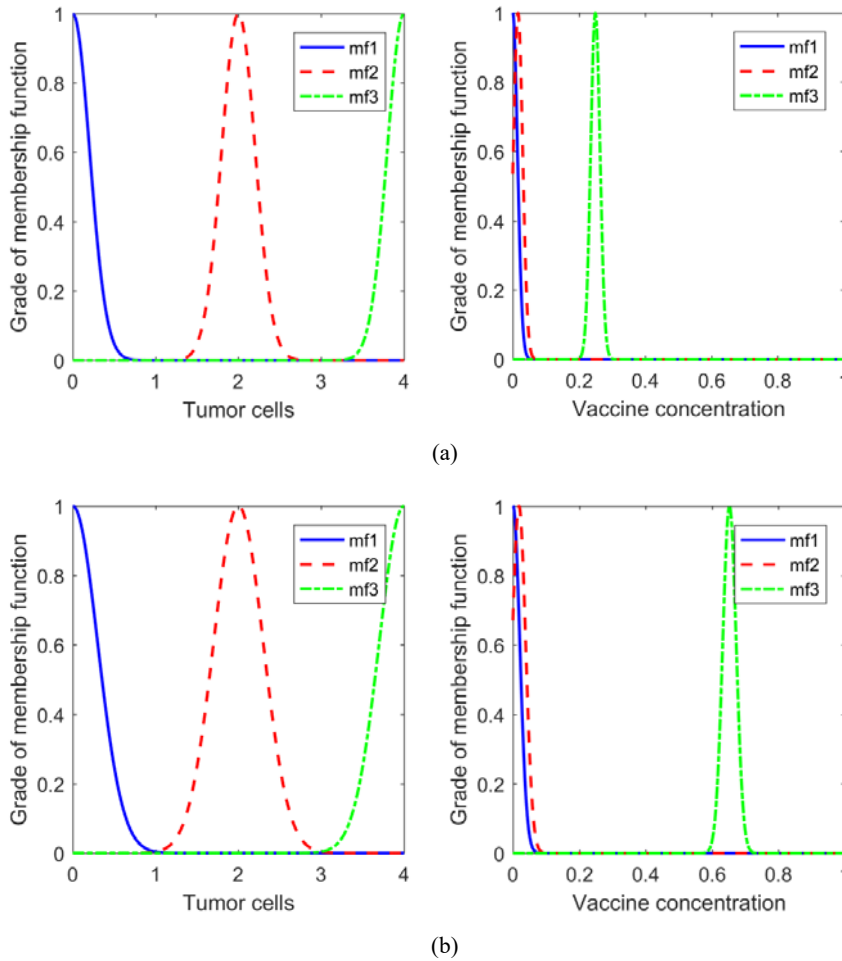 Grade of membership function
1
0.8
0.6
0.4
0.2
0
0 1 2 3 4
Tumor cells
mf1
mf2
mf3
Grade of membership function
1
0.8
0.6
0.4
0.2
0
0 0.2 0.4 0.6 0.8 1
Vaccine concentration
mf1
mf2
mf3
(a)
Grade of membership function
1
0.8
0.6
0.4
0.2
0
0 1 2 3 4
Tumor cells
mf1
mf2
mf3
Grade of membership function
1
0.8
0.6
0.4
0.2
0
0 0.2 0.4 0.6 0.8 1
Vaccine concentration
mf1
mf2
mf3
(b)